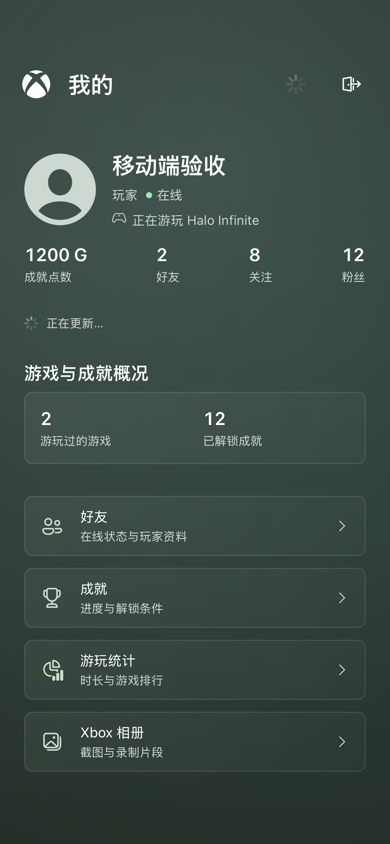 我的
移动端验收
玩家 在线
正在游玩 Halo Infinite
1200 G 2 8 12
成就点数 好友 关注 粉丝
正在更新...
游戏与成就概况
2 12
游玩过的游戏 已解锁成就
好友
在线状态与玩家资料
成就
进度与解锁条件
游玩统计
时长与游戏排行
Xbox 相册
截图与录制片段